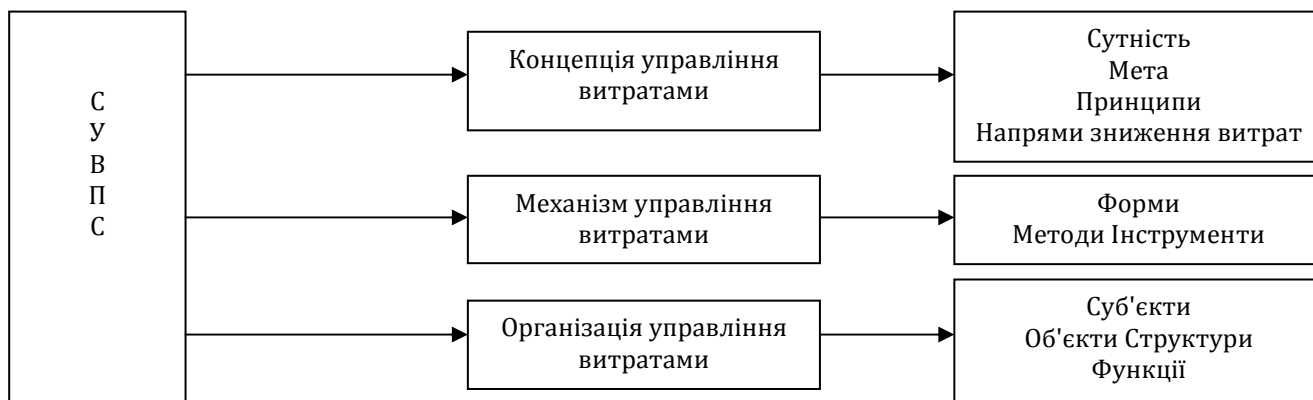 С
У
В
П
С
Концепція управління
витратами
Сутність
Мета
Принципи
Напрями зниження витрат
Механізм управління
витратами
Форми
Методи Інструменти
Організація управління
витратами
Суб'єкти
Об'єкти Структури
Функції